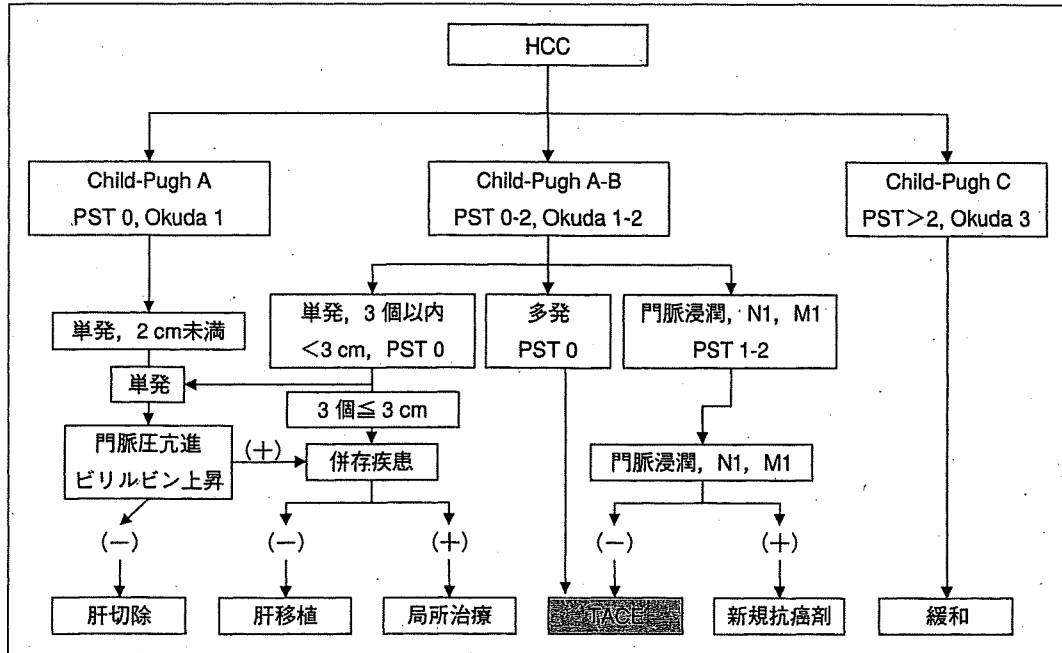 HCC
Child-Pugh A
PST 0, Okuda 1
Child-Pugh A-B
PST 0-2, Okuda 1-2
Child-Pugh C
PST＞2, Okuda 3
単発，2 cm未満
単発，3 個以内
＜3 cm，PST 0
多発
PST 0
門脈浸潤，N1，M1
PST 1-2
単発
3 個≦3 cm
門脈圧亢進
ビリルビン上昇
(＋)
併存疾患
門脈浸潤，N1，M1
(－)
(－)
(＋)
(－)
(＋)
肝切除
肝移植
局所治療
TACE
新規抗癌剤
緩和